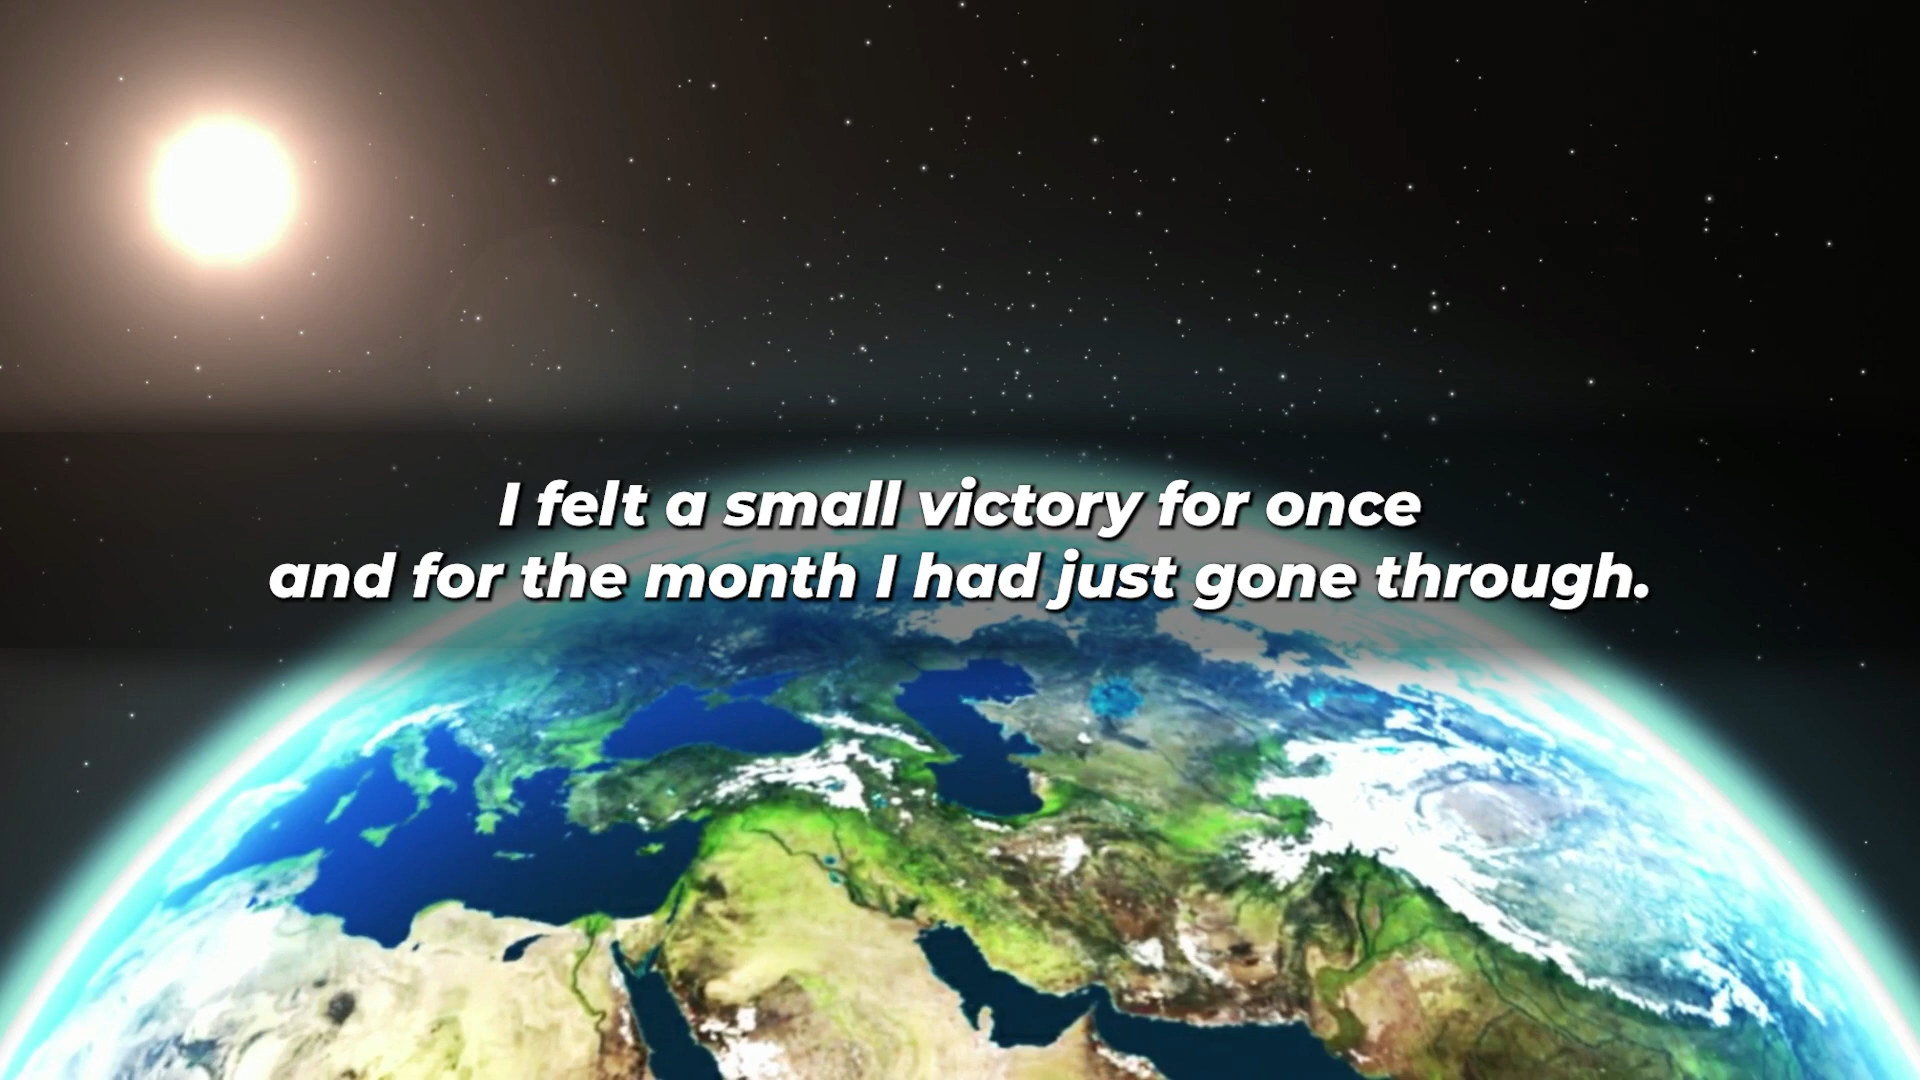 I felt a small victory for once
and for the month I had just gone through.